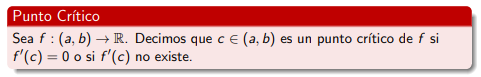 Punto Crítico
Sea f : (a, b) → ℝ. Decimos que c ∈ (a, b) es un punto crítico de f si
f′(c) = 0 o si f′(c) no existe.